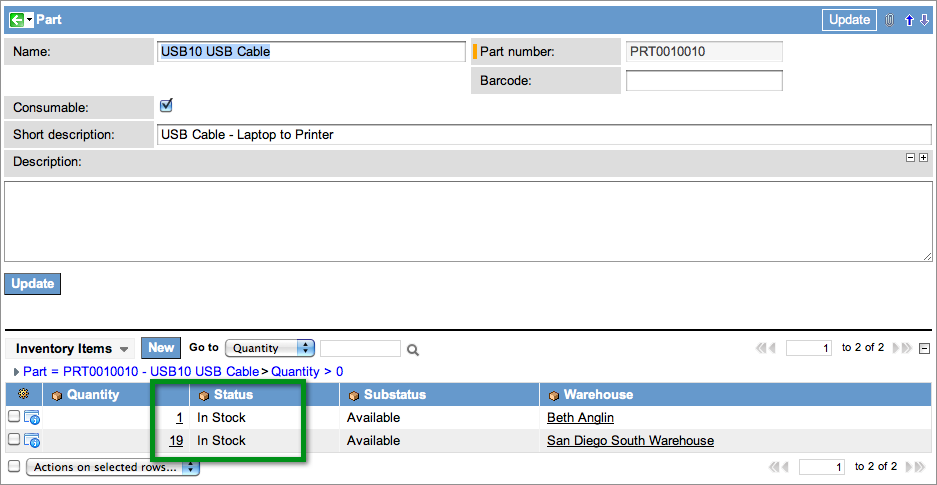 Part Update
Name: USB10 USB Cable Part number: PRT0010010
Barcode:
Consumable:
Short description: USB Cable - Laptop to Printer
Description:
Update
Inventory Items New Go to Quantity 1 to 2 of 2
Part = PRT0010010 - USB10 USB Cable > Quantity > 0
Quantity Status Substatus Warehouse
1 In Stock Available Beth Anglin
19 In Stock Available San Diego South Warehouse
Actions on selected rows... 1 to 2 of 2